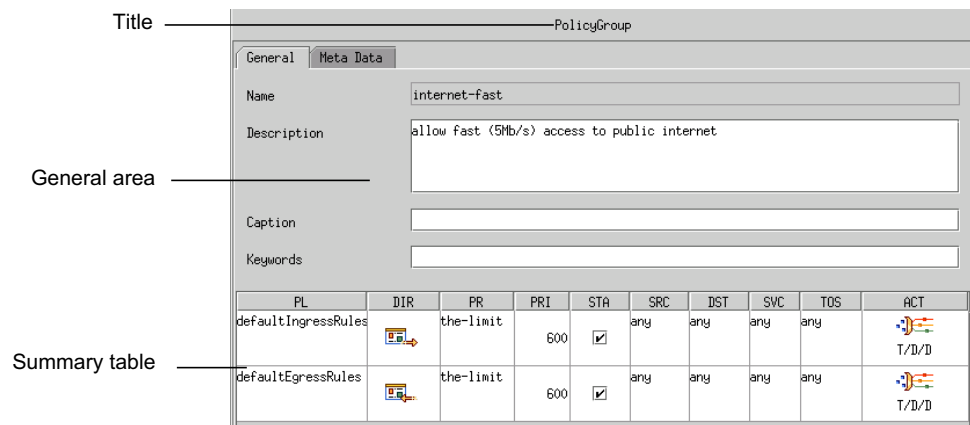 Title
PolicyGroup
General Meta Data
Name internet-fast
Description allow fast (5Mb/s) access to public internet
General area
Caption
Keywords
PL DIR PR PRI STA SRC DST SVC TOS ACT
defaultIngressRules the-limit 600 any any any any T/D/D
Summary table
defaultEgressRules the-limit 600 any any any any T/D/D